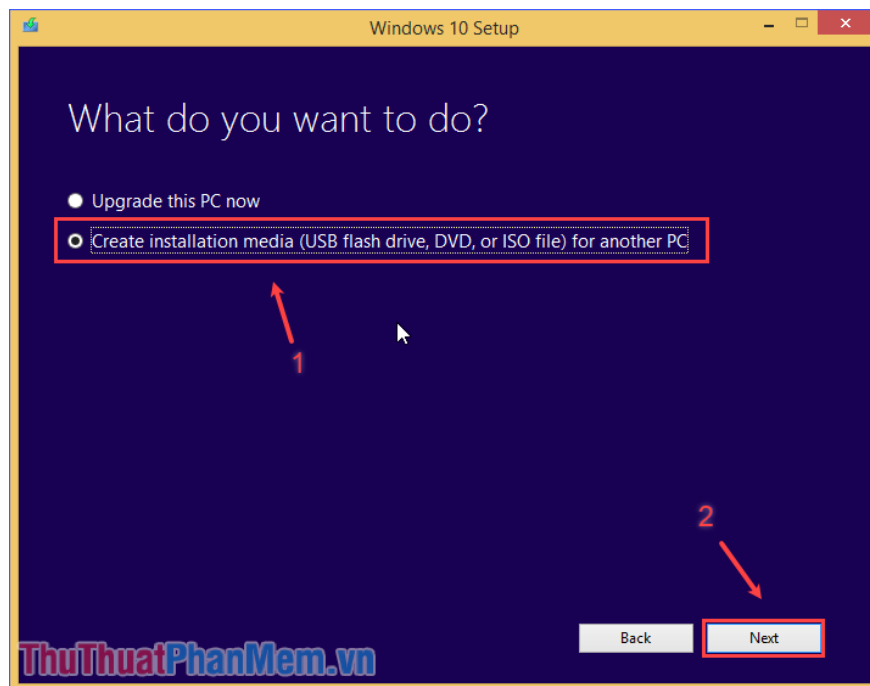 Windows 10 Setup
What do you want to do?
Upgrade this PC now
Create installation media (USB flash drive, DVD, or ISO file) for another PC
1
2
Back
Next
ThuThuatPhanMem.vn